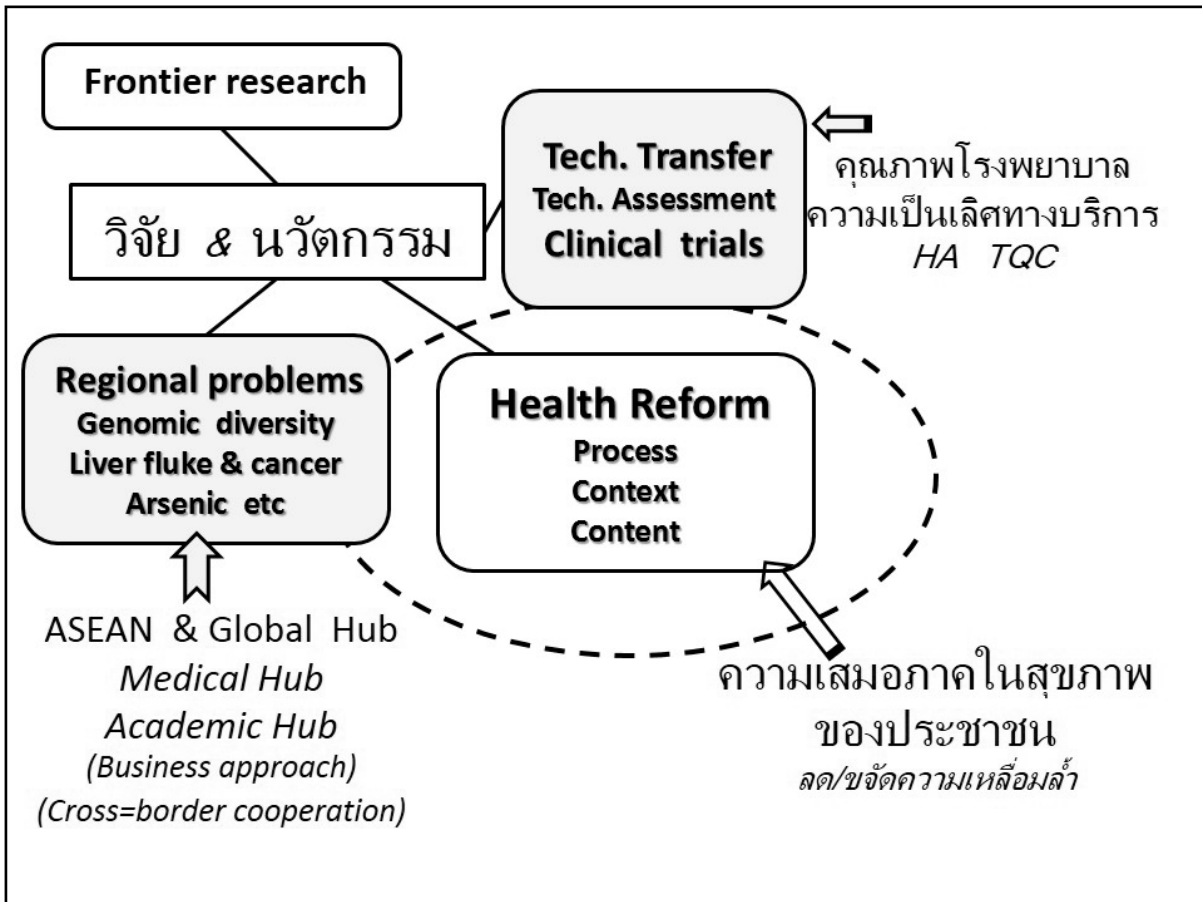 Frontier research
วิจัย & นวัตกรรม
Tech. Transfer
Tech. Assessment
Clinical trials
คุณภาพโรงพยาบาล
ความเป็นเลิศทางบริการ
HA TQC
Regional problems
Genomic diversity
Liver fluke & cancer
Arsenic etc
Health Reform
Process
Context
Content
ASEAN & Global Hub
Medical Hub
Academic Hub
(Business approach)
(Cross=border cooperation)
ความเสมอภาคในสุขภาพ
ของประชาชน
ลด/ขจัดความเหลื่อมล้ำ